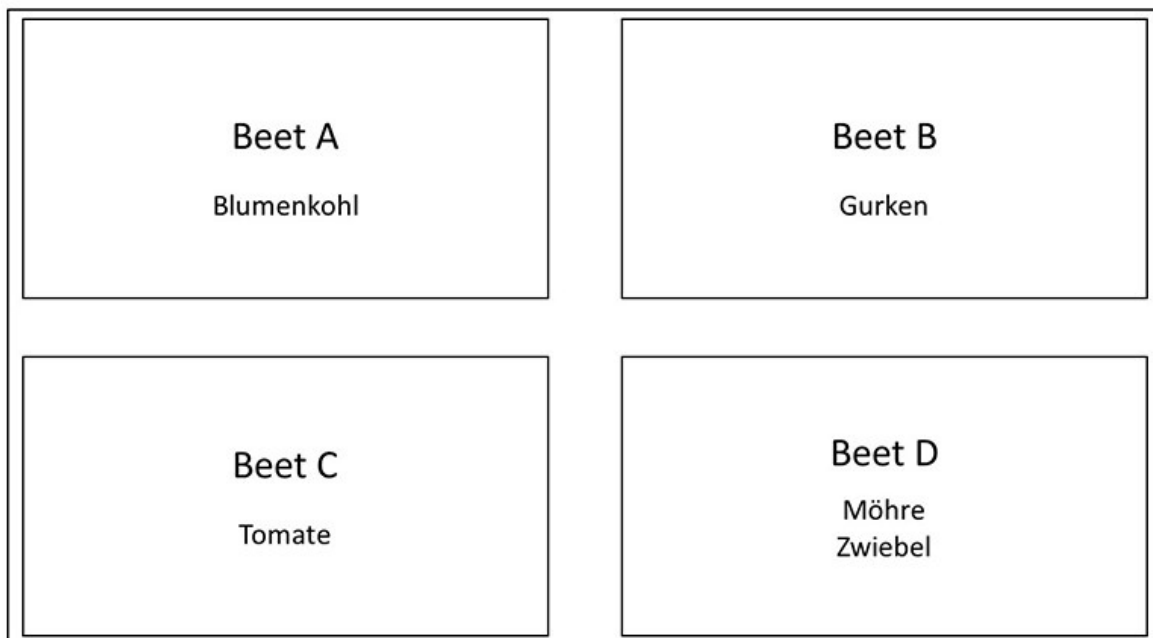 Beet A
Blumenkohl
Beet B
Gurken
Beet C
Tomate
Beet D
Möhre
Zwiebel